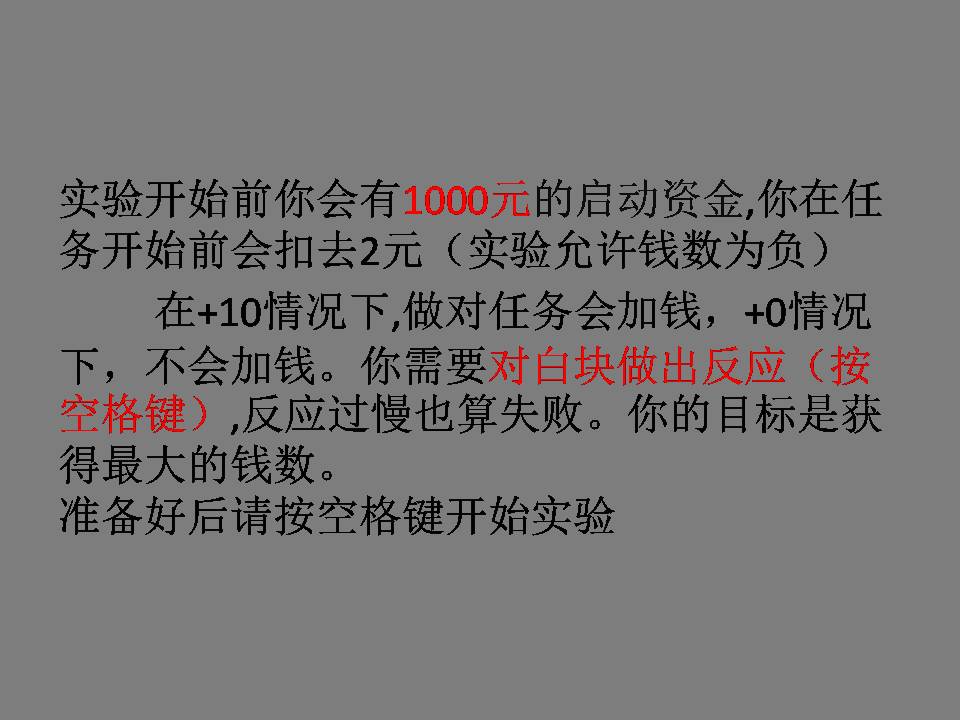 实验开始前你会有1000元的启动资金,你在任
务开始前会扣去2元（实验允许钱数为负）
在+10情况下,做对任务会加钱，+0情况
下，不会加钱。你需要对白块做出反应（按
空格键）,反应过慢也算失败。你的目标是获
得最大的钱数。
准备好后请按空格键开始实验